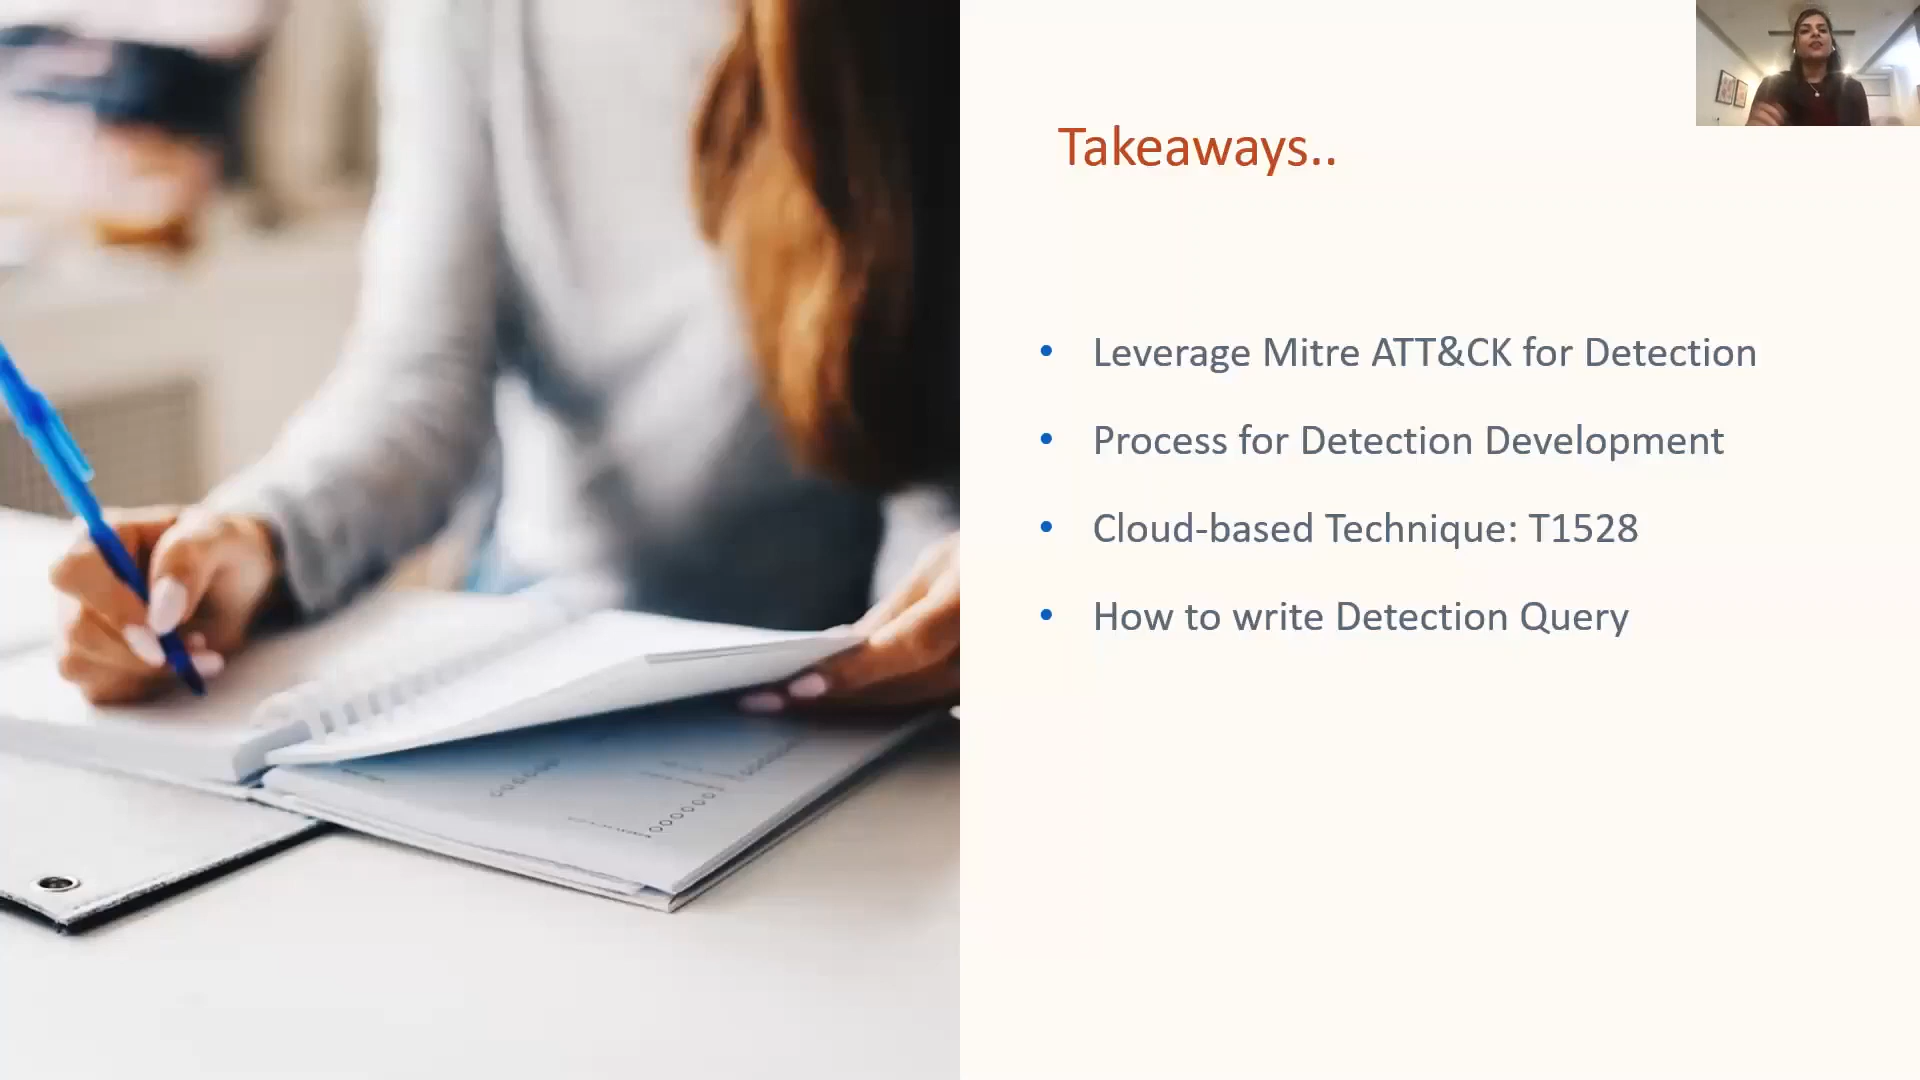 Takeaways..
• Leverage Mitre ATT&CK for Detection
• Process for Detection Development
• Cloud-based Technique: T1528
• How to write Detection Query